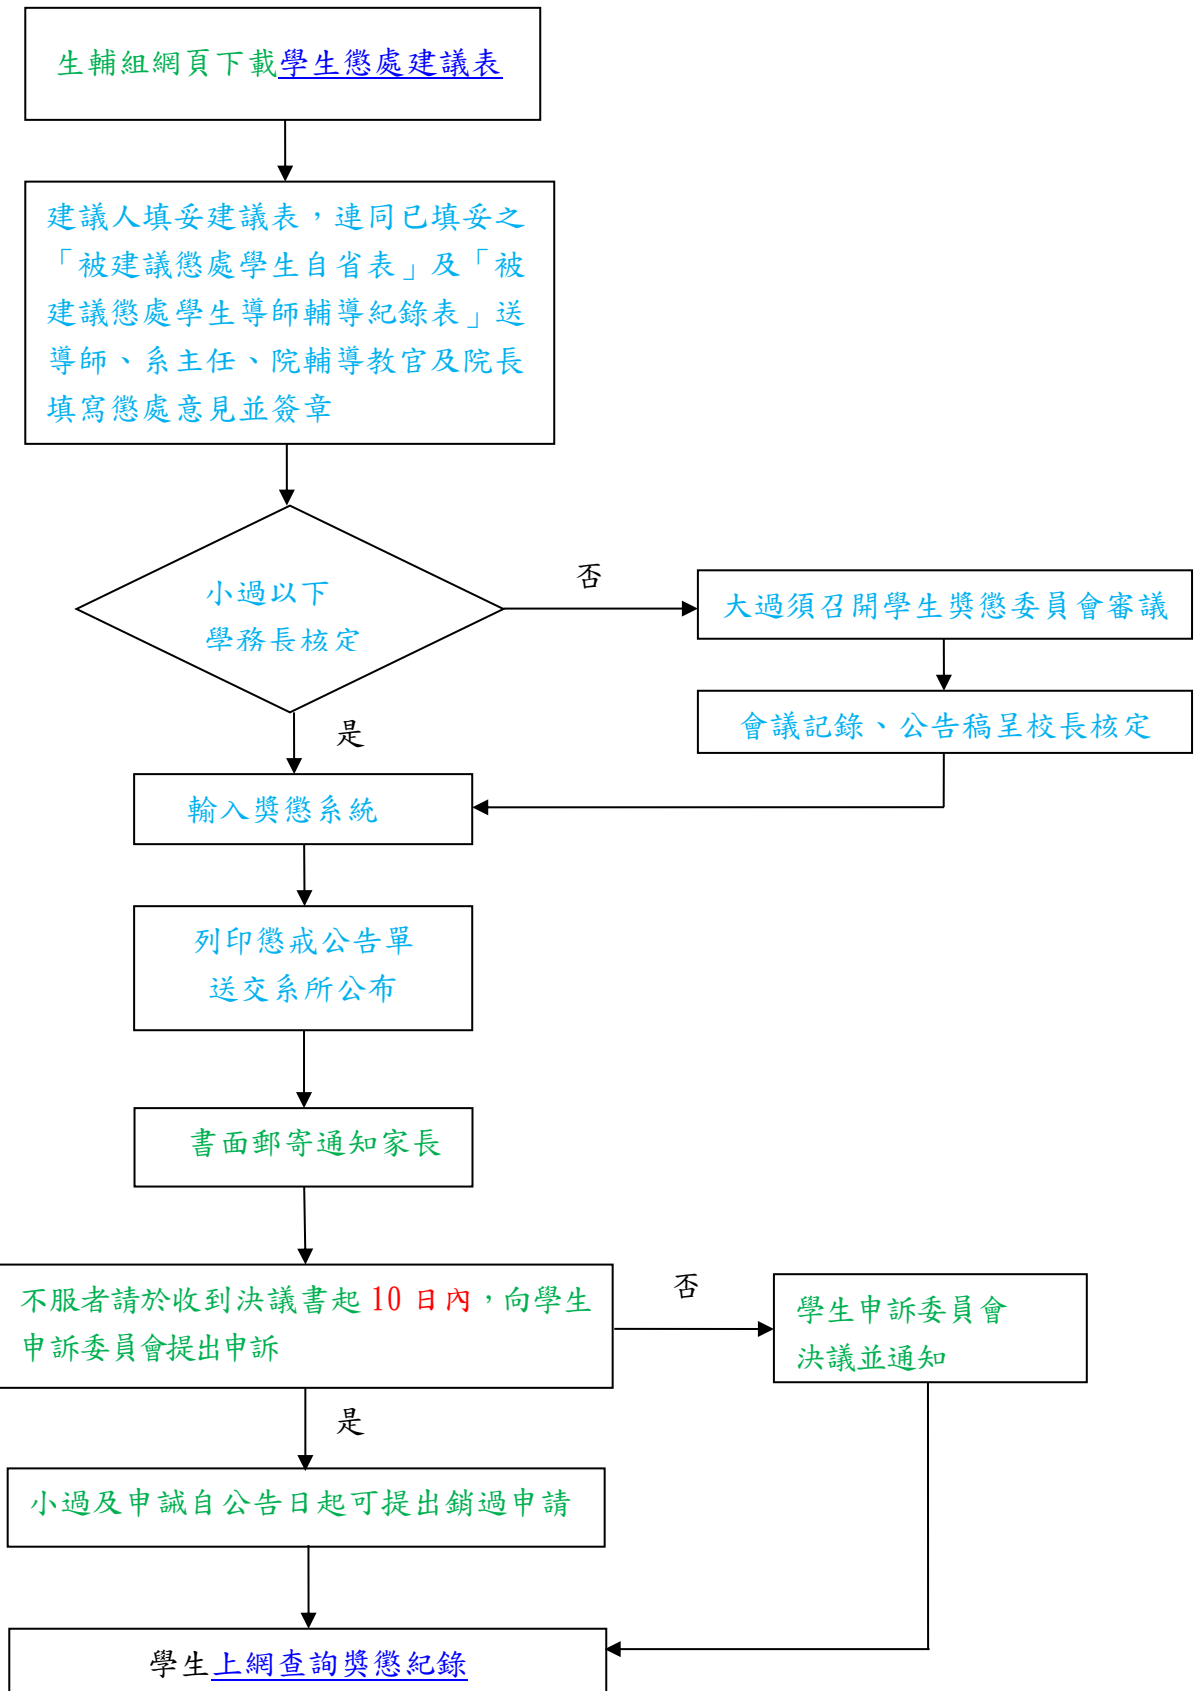 生輔組網頁下載學生懲處建議表
建議人填妥建議表，連同已填妥之
「被建議懲處學生自省表」及「被
建議懲處學生導師輔導紀錄表」送
導師、系主任、院輔導教官及院長
填寫懲處意見並簽章
小過以下
學務長核定
否
大過須召開學生獎懲委員會審議
會議記錄、公告稿呈校長核定
是
輸入獎懲系統
列印懲戒公告單
送交系所公布
書面郵寄通知家長
不服者請於收到決議書起 10 日內，向學生
申訴委員會提出申訴
否
學生申訴委員會
決議並通知
是
小過及申誡自公告日起可提出銷過申請
學生上網查詢獎懲紀錄